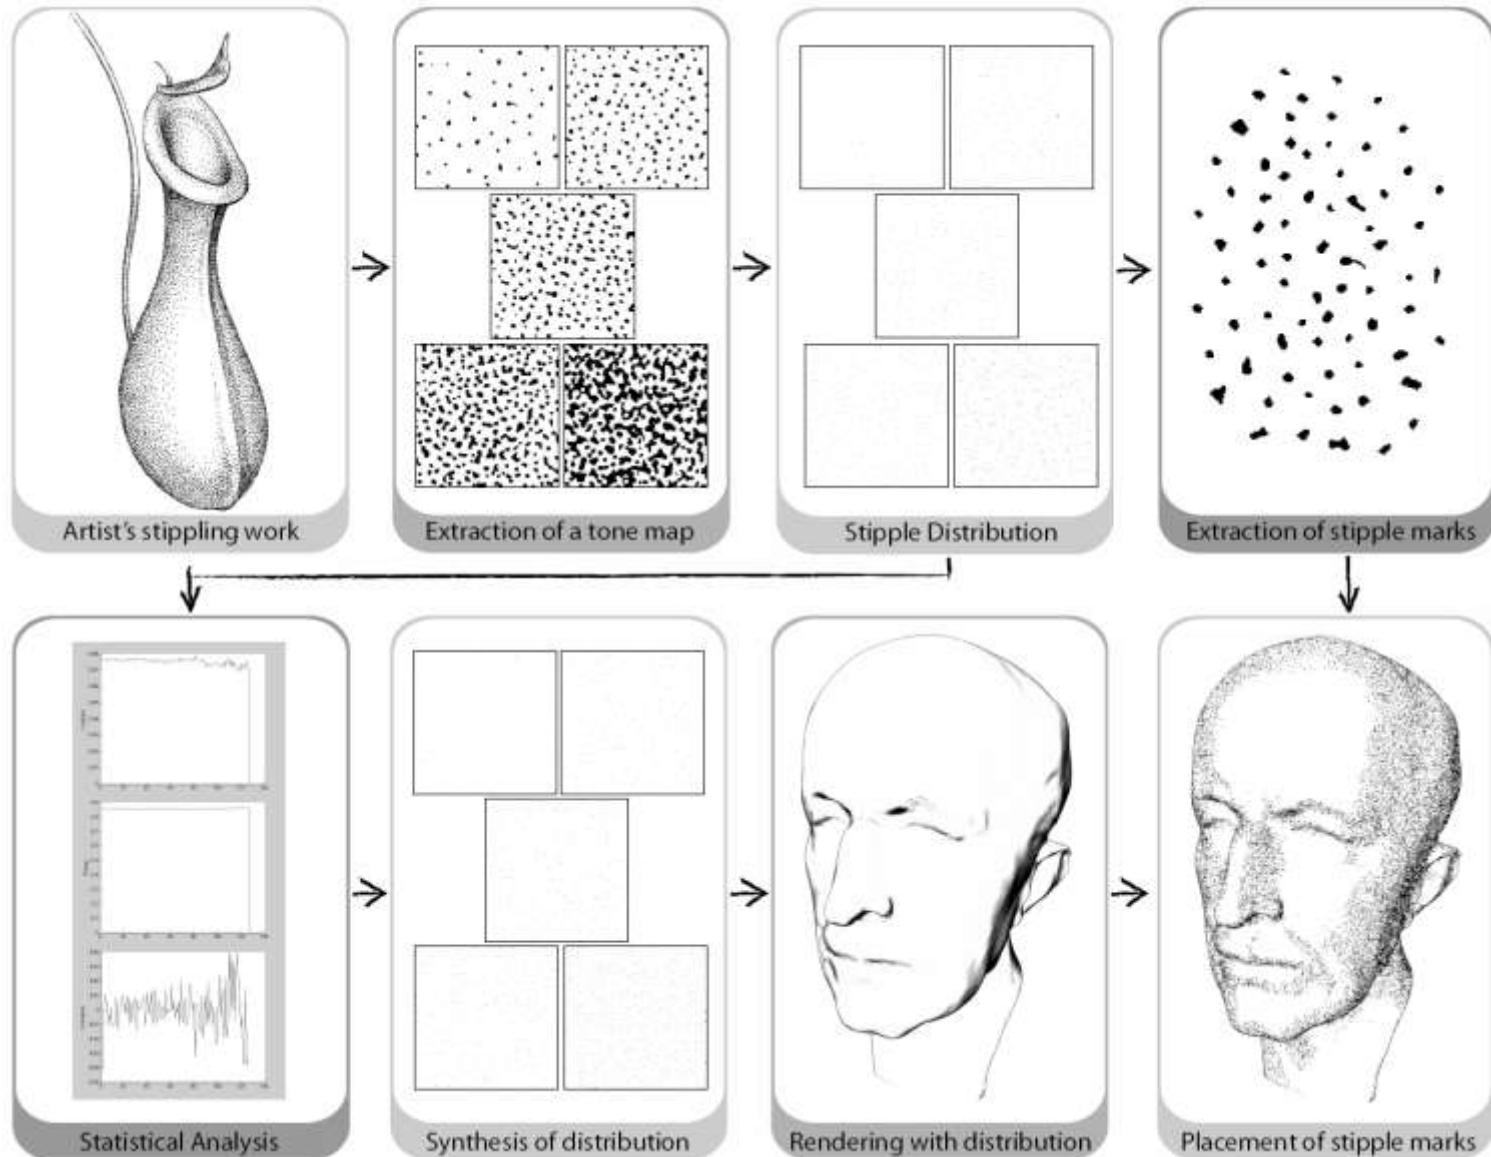 Artist's stippling work
Extraction of a tone map
Stipple Distribution
Extraction of stipple marks
Statistical Analysis
Synthesis of distribution
Rendering with distribution
Placement of stipple marks